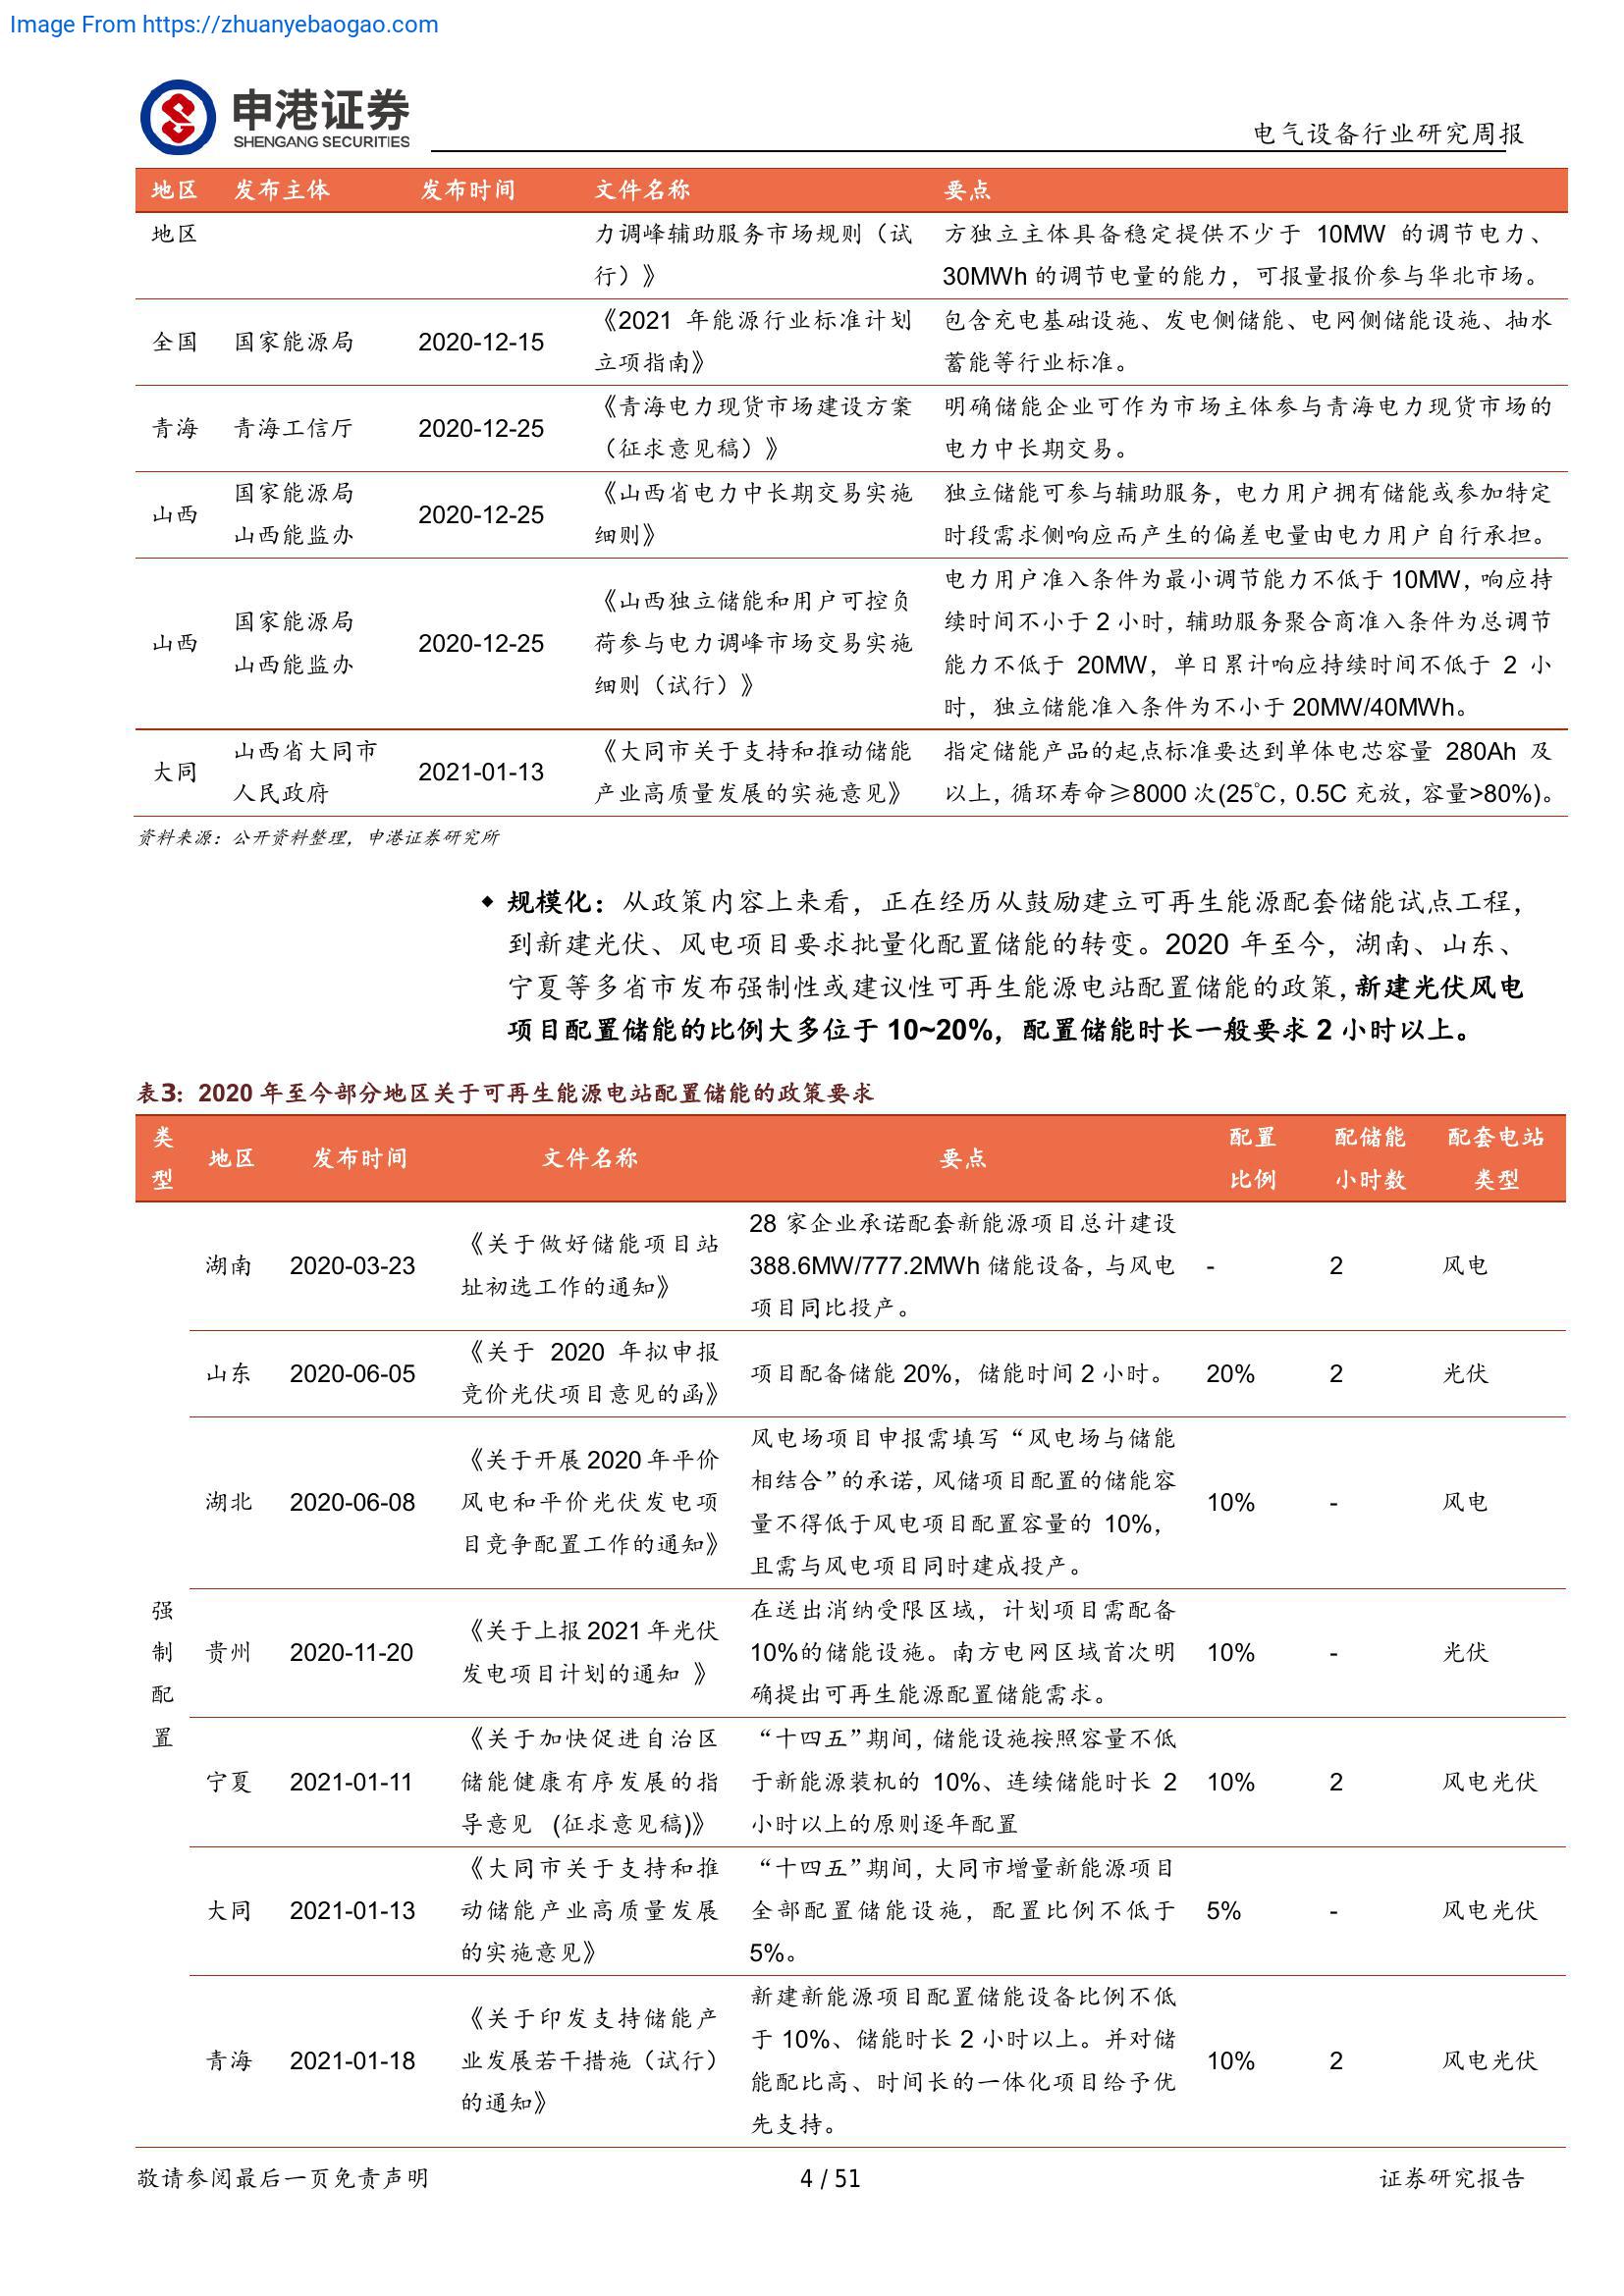 Image From https://zhuanyebaogao.com
申港证券
SHENGANG SECURITIES
电气设备行业研究周报
地区 发布主体 发布时间 文件名称 要点
地区 力调峰辅助服务市场规则（试 方独立主体具备稳定提供不少于 10MW 的调节电力、
行）》 30MWh 的调节电量的能力，可报量报价参与华北市场。
全国 国家能源局 2020-12-15 《2021 年能源行业标准计划 包含充电基础设施、发电侧储能、电网侧储能设施、抽水
立项指南》 蓄能等行业标准。
青海 青海工信厅 2020-12-25 《青海电力现货市场建设方案 明确储能企业可作为市场主体参与青海电力现货市场的
（征求意见稿）》 电力中长期交易。
山西 国家能源局 2020-12-25 《山西省电力中长期交易实施 独立储能可参与辅助服务，电力用户拥有储能或参加特定
山西能监办 细则》 时段需求侧响应而产生的偏差电量由电力用户自行承担。
电力用户准入条件为最小调节能力不低于 10MW，响应持
山西 国家能源局 2020-12-25 《山西独立储能和用户可控负 续时间不小于 2 小时，辅助服务聚合商准入条件为总调节
山西能监办 荷参与电力调峰市场交易实施 能力不低于 20MW，单日累计响应持续时间不低于 2 小
细则（试行）》 时，独立储能准入条件为不小于 20MW/40MWh。
大同 山西省大同市 2021-01-13 《大同市关于支持和推动储能 指定储能产品的起点标准要达到单体电芯容量 280Ah 及
人民政府 产业高质量发展的实施意见》 以上，循环寿命≥8000 次(25℃，0.5C 充放，容量>80%)。
资料来源：公开资料整理，申港证券研究所
◆ 规模化：从政策内容上来看，正在经历从鼓励建立可再生能源配套储能试点工程，
到新建光伏、风电项目要求批量化配置储能的转变。2020 年至今，湖南、山东、
宁夏等多省市发布强制性或建议性可再生能源电站配置储能的政策，新建光伏风电
项目配置储能的比例大多位于 10~20%，配置储能时长一般要求 2 小时以上。
表3：2020 年至今部分地区关于可再生能源电站配置储能的政策要求
类 配置 配储能 配套电站
地区 发布时间 文件名称 要点
型 比例 小时数 类型
28 家企业承诺配套新能源项目总计建设
湖南 2020-03-23 《关于做好储能项目站 388.6MW/777.2MWh 储能设备，与风电 - 2 风电
址初选工作的通知》 项目同比投产。
山东 2020-06-05 《关于 2020 年拟申报 项目配备储能 20%，储能时间 2 小时。 20% 2 光伏
竞价光伏项目意见的函》
风电场项目申报需填写“风电场与储能
《关于开展 2020 年平价 相结合”的承诺，风储项目配置的储能容
湖北 2020-06-08 风电和平价光伏发电项 量不得低于风电项目配置容量的 10%， 10% - 风电
目竞争配置工作的通知》 且需与风电项目同时建成投产。
强 在送出消纳受限区域，计划项目需配备
制 贵州 2020-11-20 《关于上报 2021 年光伏 10%的储能设施。南方电网区域首次明 10% - 光伏
配 发电项目计划的通知 》 确提出可再生能源配置储能需求。
置 《关于加快促进自治区 “十四五”期间，储能设施按照容量不低
宁夏 2021-01-11 储能健康有序发展的指 于新能源装机的 10%、连续储能时长 2 10% 2 风电光伏
导意见 (征求意见稿)》 小时以上的原则逐年配置
《大同市关于支持和推 “十四五”期间，大同市增量新能源项目
大同 2021-01-13 动储能产业高质量发展 全部配置储能设施，配置比例不低于 5% - 风电光伏
的实施意见》 5%。
新建新能源项目配置储能设备比例不低
《关于印发支持储能产 于 10%、储能时长 2 小时以上。并对储
青海 2021-01-18 业发展若干措施（试行） 能配比高、时间长的一体化项目给予优 10% 2 风电光伏
的通知》 先支持。
敬请参阅最后一页免责声明 4 / 51 证券研究报告